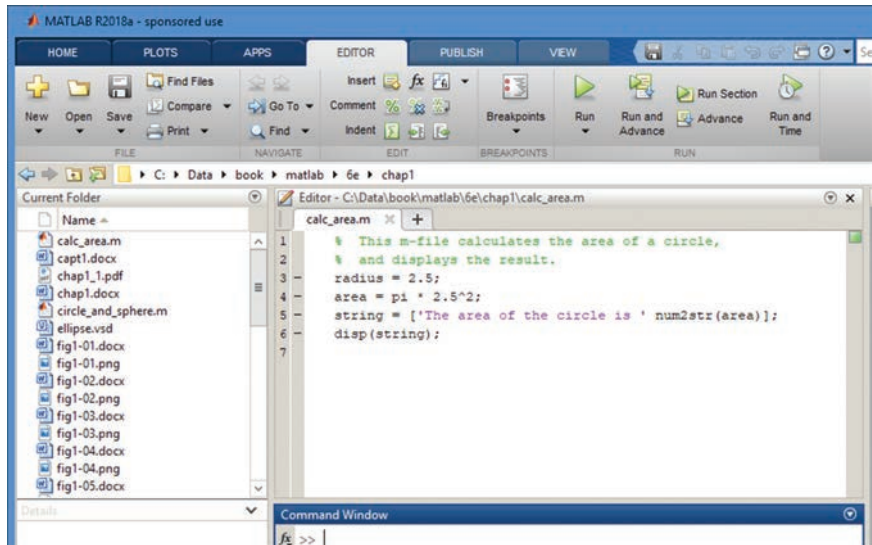 MATLAB R2018a - sponsored use
HOME PLOTS APPS EDITOR PUBLISH VIEW Se
New Open Save Find Files Compare Print Go To Find Insert fx Comment Indent Breakpoints Run Run and Advance Run Section Advance Run and Time
FILE NAVIGATE EDIT BREAKPOINTS RUN
C: Data book matlab 6e chap1
Current Folder
Name
calc_area.m
capt1.docx
chap1_1.pdf
chap1.docx
circle_and_sphere.m
ellipse.vsd
fig1-01.docx
fig1-01.png
fig1-02.docx
fig1-02.png
fig1-03.docx
fig1-03.png
fig1-04.docx
fig1-04.png
fig1-05.docx
Details
Editor - C:\Data\book\matlab\6e\chap1\calc_area.m
calc_area.m +
1 % This m-file calculates the area of a circle,
2 % and displays the result.
3 - radius = 2.5;
4 - area = pi * 2.5^2;
5 - string = ['The area of the circle is ' num2str(area)];
6 - disp(string);
7
Command Window
fx >>